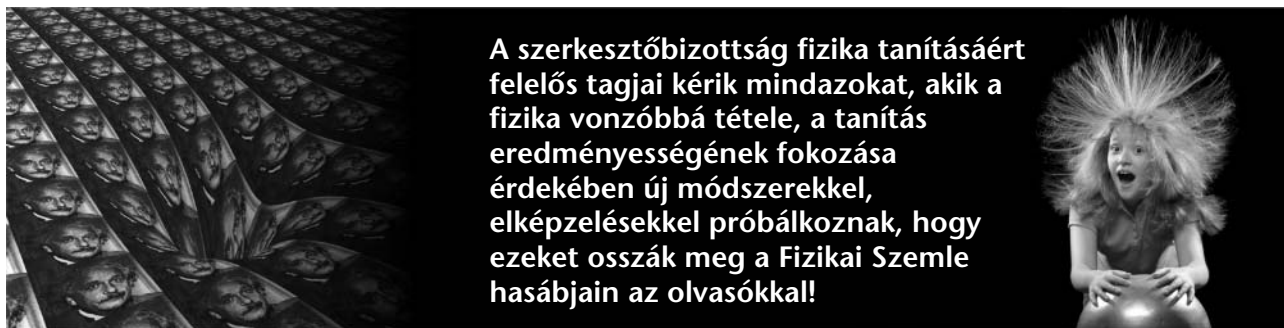 A szerkesztőbizottság fizika tanításáért
felelős tagjai kérik mindazokat, akik a
fizika vonzóbbá tétele, a tanítás
eredményességének fokozása
érdekében új módszerekkel,
elképzelésekkel próbálkoznak, hogy
ezeket osszák meg a Fizikai Szemle
hasábjain az olvasókkal!